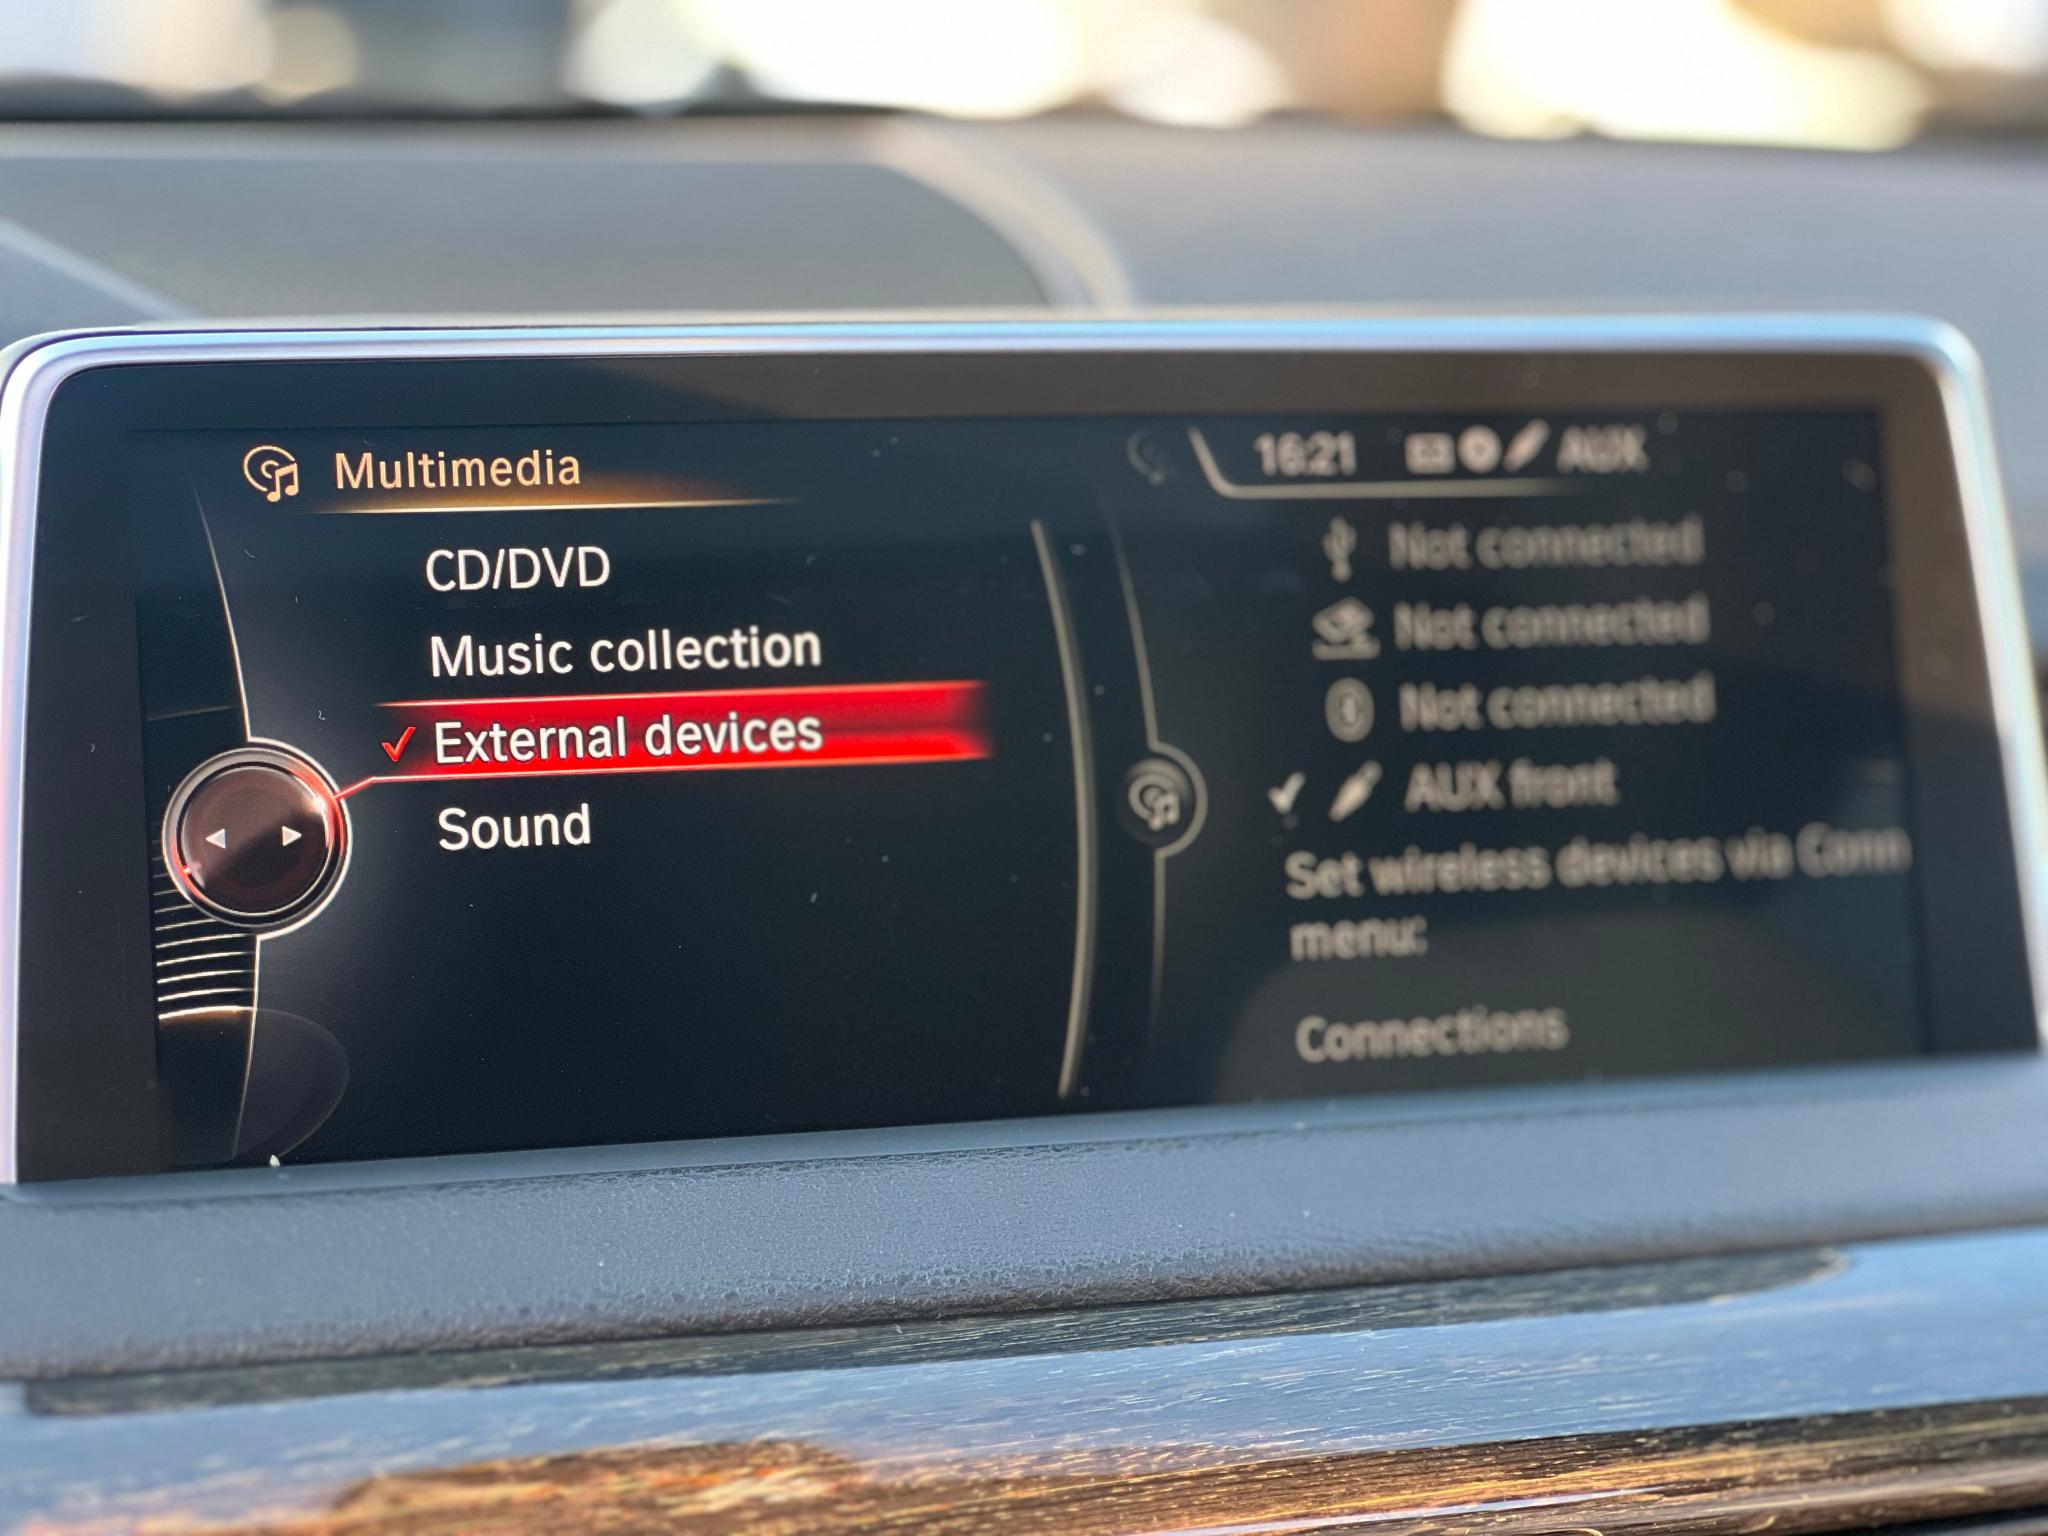 Multimedia
CD/DVD
Music collection
External devices
Sound
16:21 AUX
Not connected
Not connected
Not connected
AUX front
Set wireless devices via Conn
menu:
Connections